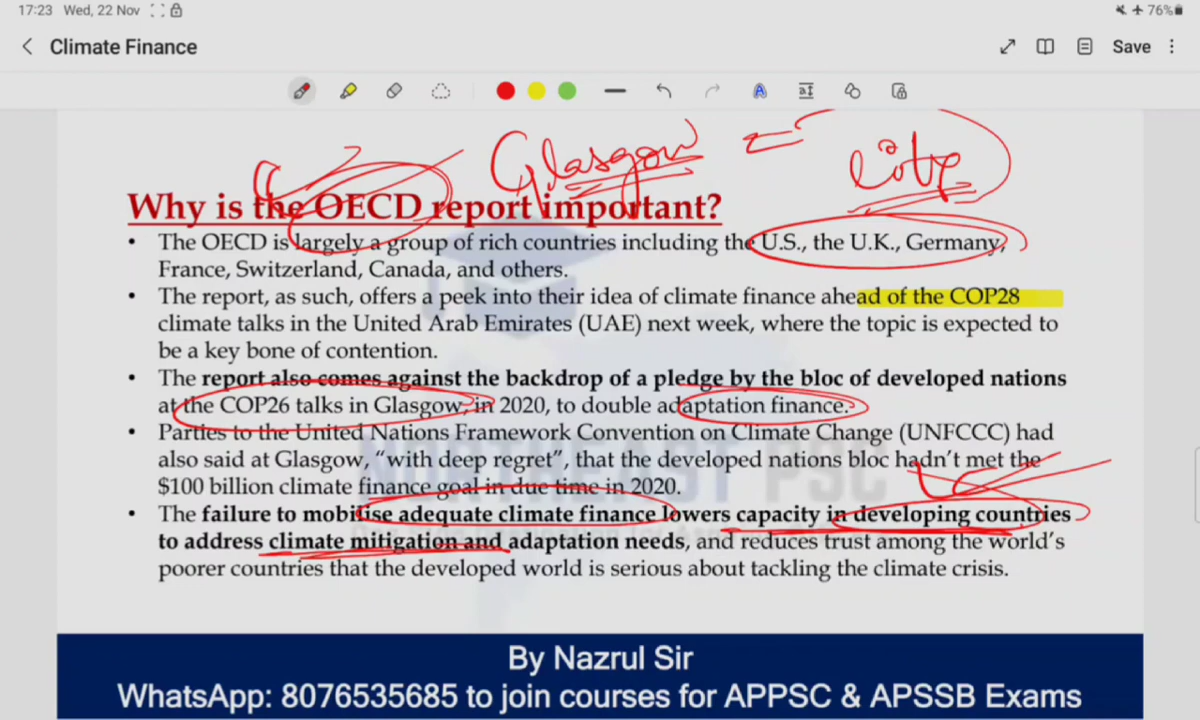 17:23 Wed, 22 Nov 76%
Climate Finance Save
Glasgow
Why is the OECD report important?
• The OECD is largely a group of rich countries including the U.S., the U.K., Germany,
France, Switzerland, Canada, and others.
• The report, as such, offers a peek into their idea of climate finance ahead of the COP28
climate talks in the United Arab Emirates (UAE) next week, where the topic is expected to
be a key bone of contention.
• The report also comes against the backdrop of a pledge by the bloc of developed nations
at the COP26 talks in Glasgow, in 2020, to double adaptation finance.
• Parties to the United Nations Framework Convention on Climate Change (UNFCCC) had
also said at Glasgow, “with deep regret”, that the developed nations bloc hadn’t met the
$100 billion climate finance goal in due time in 2020.
• The failure to mobilise adequate climate finance lowers capacity in developing countries
to address climate mitigation and adaptation needs, and reduces trust among the world’s
poorer countries that the developed world is serious about tackling the climate crisis.
NORTHEAST PSC
By Nazrul Sir
WhatsApp: 8076535685 to join courses for APPSC & APSSB Exams